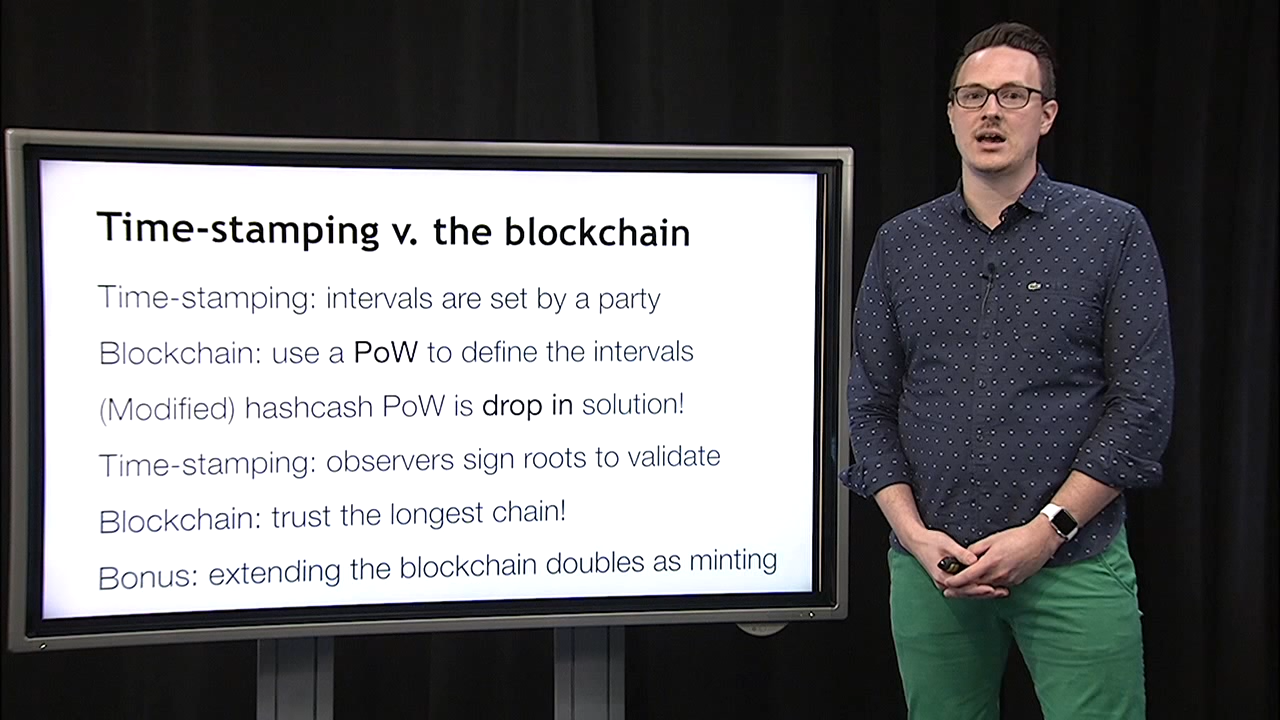 Time-stamping v. the blockchain
Time-stamping: intervals are set by a party
Blockchain: use a PoW to define the intervals
(Modified) hashcash PoW is drop in solution!
Time-stamping: observers sign roots to validate
Blockchain: trust the longest chain!
Bonus: extending the blockchain doubles as minting